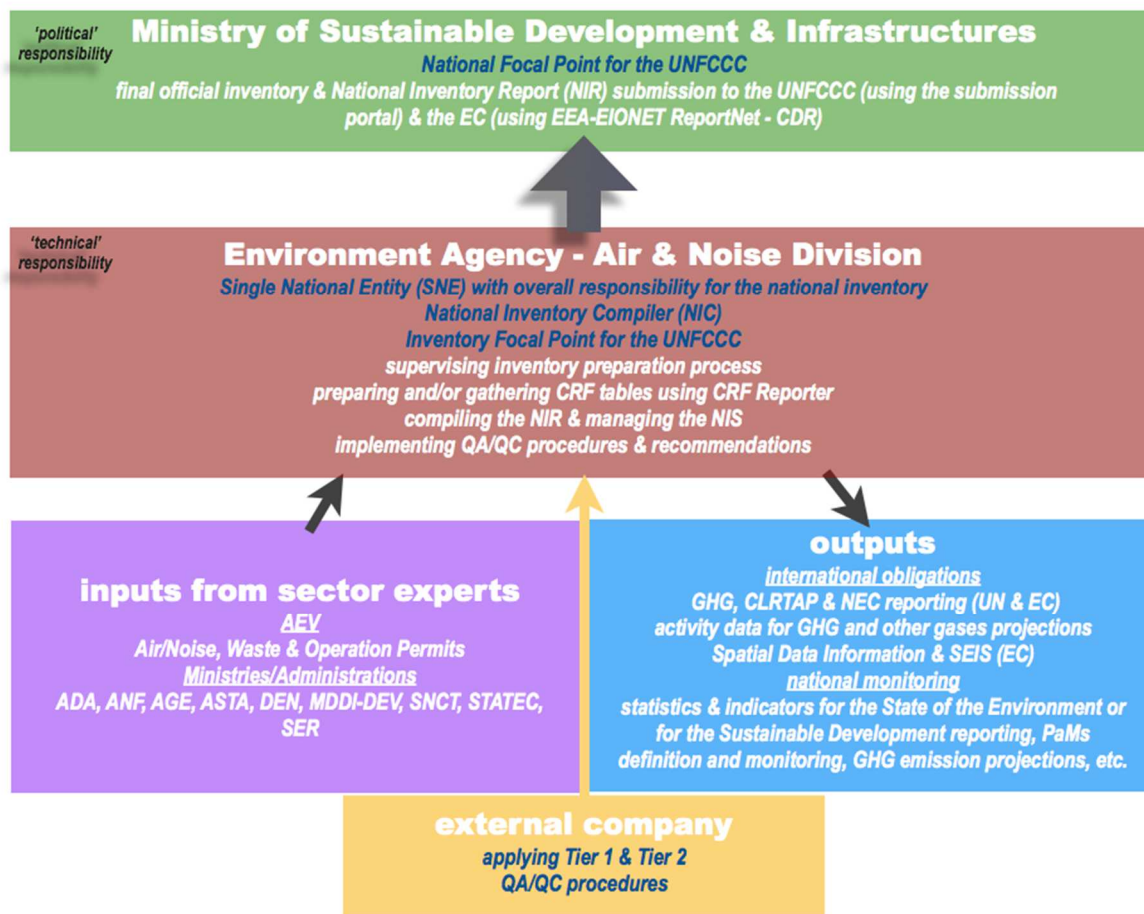 'political'
responsibility
Ministry of Sustainable Development & Infrastructures
National Focal Point for the UNFCCC
final official inventory & National Inventory Report (NIR) submission to the UNFCCC (using the submission
portal) & the EC (using EEA-EIONET ReportNet - CDR)
'technical'
responsibility
Environment Agency - Air & Noise Division
Single National Entity (SNE) with overall responsibility for the national inventory
National Inventory Compiler (NIC)
Inventory Focal Point for the UNFCCC
supervising inventory preparation process
preparing and/or gathering CRF tables using CRF Reporter
compiling the NIR & managing the NIS
implementing QA/QC procedures & recommendations
inputs from sector experts
AEV
Air/Noise, Waste & Operation Permits
Ministries/Administrations
ADA, ANF, AGE, ASTA, DEN, MDDI-DEV, SNCT, STATEC,
SER
outputs
international obligations
GHG, CLRTAP & NEC reporting (UN & EC)
activity data for GHG and other gases projections
Spatial Data Information & SEIS (EC)
national monitoring
statistics & indicators for the State of the Environment or
for the Sustainable Development reporting, PaMs
definition and monitoring, GHG emission projections, etc.
external company
applying Tier 1 & Tier 2
QA/QC procedures